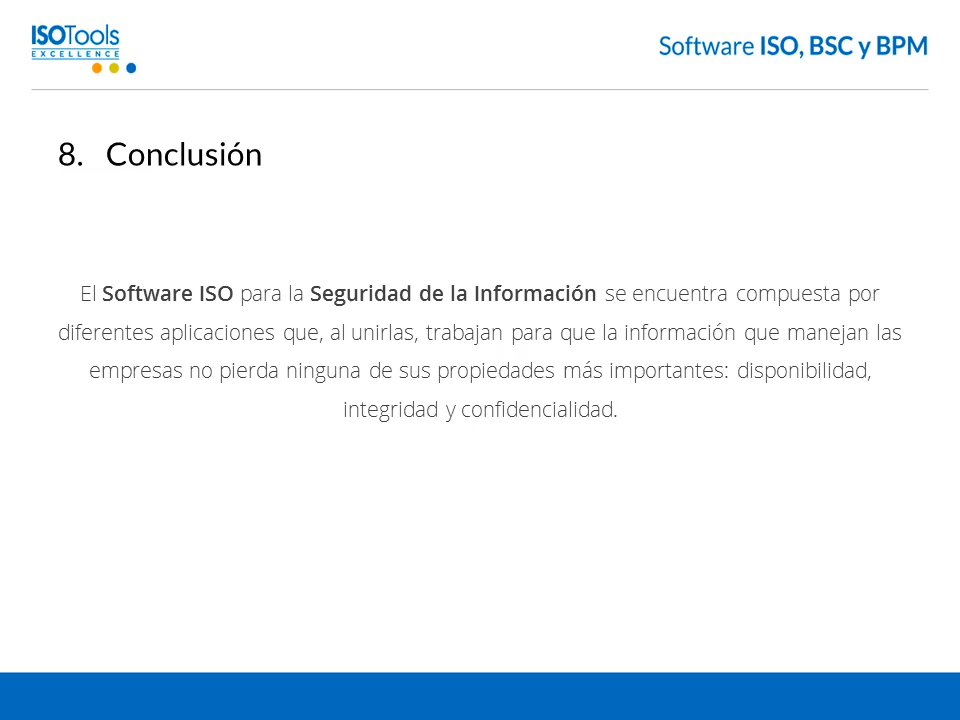 ISOTools
EXCELLENCE
Software ISO, BSC y BPM
8. Conclusión
El Software ISO para la Seguridad de la Información se encuentra compuesta por
diferentes aplicaciones que, al unirlas, trabajan para que la información que manejan las
empresas no pierda ninguna de sus propiedades más importantes: disponibilidad,
integridad y confidencialidad.